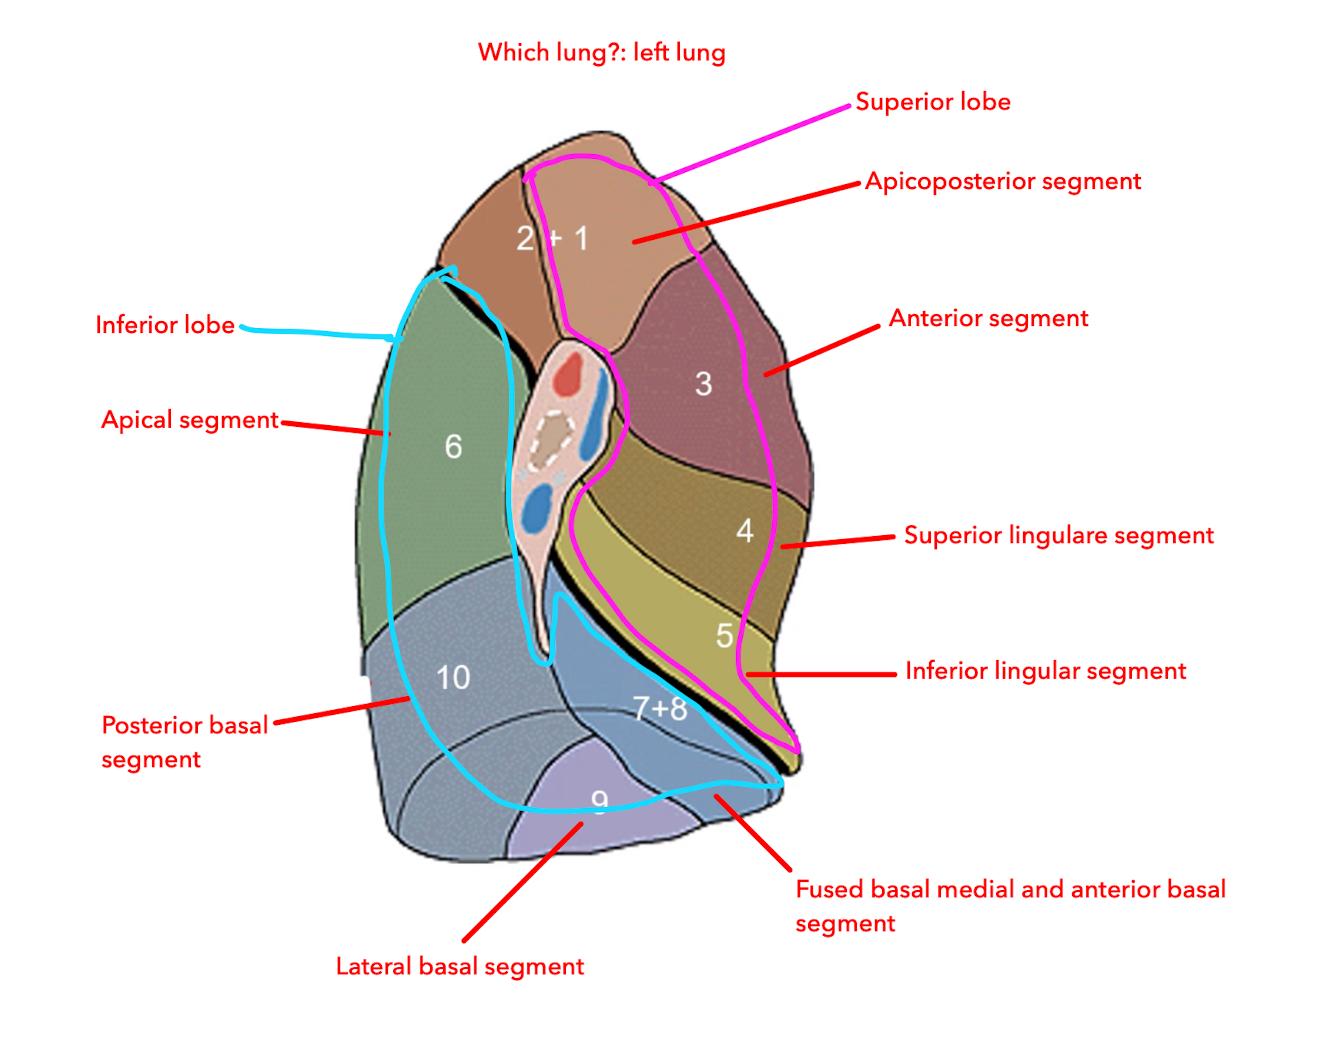 Which lung?: left lung
Superior lobe
Apicoposterior segment
2 + 1
Inferior lobe
Anterior segment
3
Apical segment
6
4
Superior lingulare segment
5
Inferior lingular segment
10
7+8
Posterior basal
segment
9
Fused basal medial and anterior basal
segment
Lateral basal segment